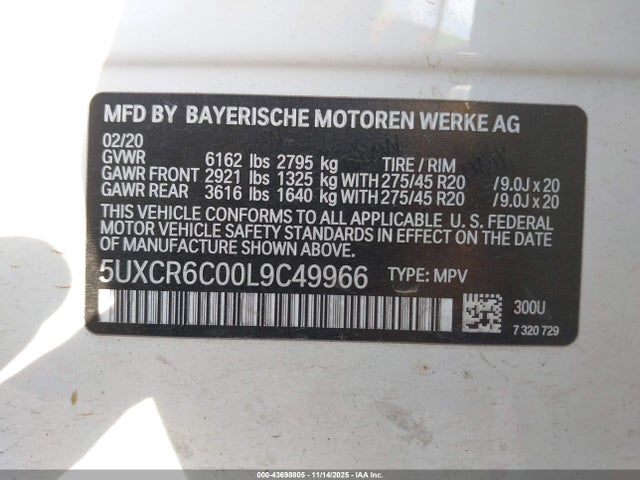 MFD BY BAYERISCHE MOTOREN WERKE AG
02/20
GVWR 6162 lbs 2795 kg TIRE / RIM
GAWR FRONT 2921 lbs 1325 kg WITH 275/45 R20 /9.0J x 20
GAWR REAR 3616 lbs 1640 kg WITH 275/45 R20 /9.0J x 20
THIS VEHICLE CONFORMS TO ALL APPLICABLE U. S. FEDERAL
MOTOR VEHICLE SAFETY STANDARDS IN EFFECT ON THE
DATE OF MANUFACTURE SHOWN ABOVE.
5UXCR6C00L9C49966 TYPE: MPV
300U
7 320 729
000-43698805 - 11/14/2025 - IAAI.COM